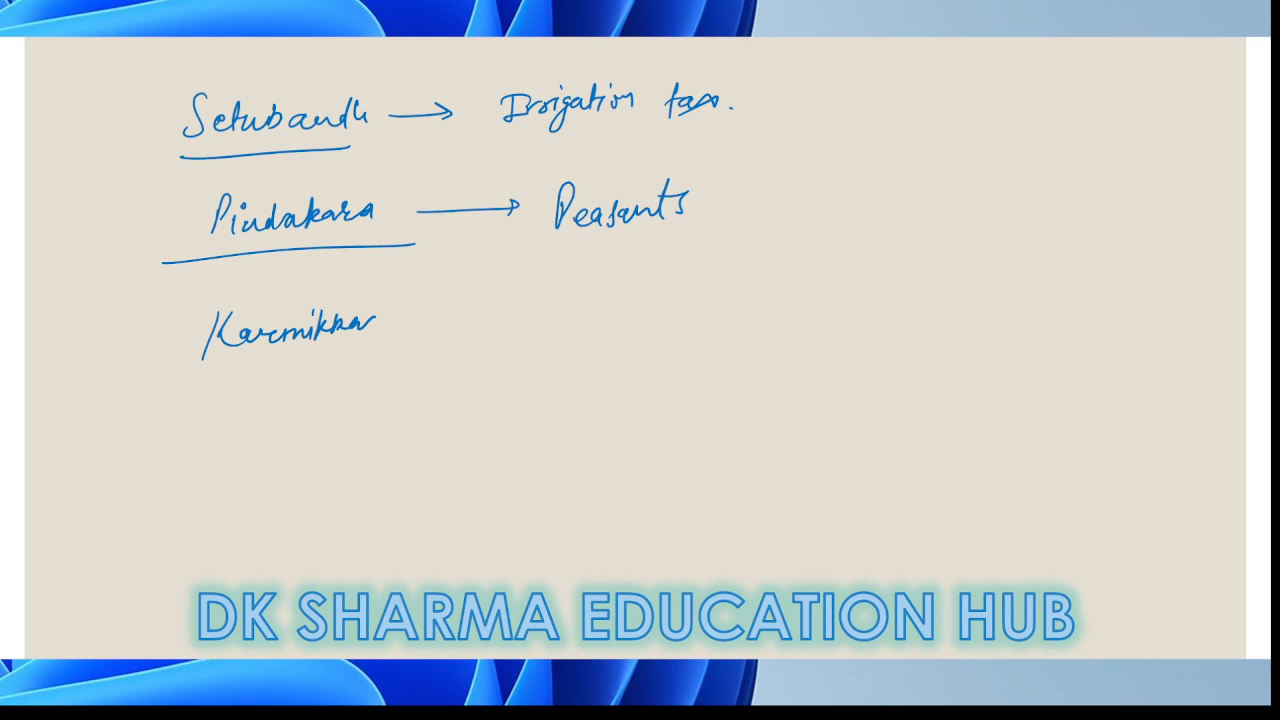 Setubandh → Irrigation tax.
Pindakara → Peasants
Karmikkar
DK SHARMA EDUCATION HUB